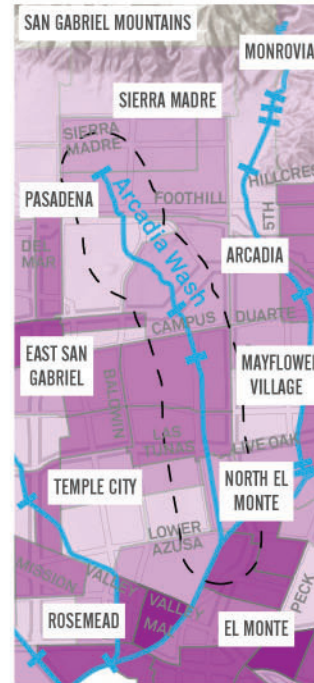 SAN GABRIEL MOUNTAINS
MONROVIA
SIERRA MADRE
SIERRA
MADRE
HILLCRES
PASADENA
FOOTHILL
5TH
Arcadia Wash
DEL
MAR
ARCADIA
CAMPUS
DUARTE
EAST SAN
GABRIEL
BALDWIN
MAYFLOWER
VILLAGE
LAS
TUNAS
LIVE OAK
TEMPLE CITY
NORTH EL
MONTE
LOWER
AZUSA
MISSION
VALLEY
PECK
ROSEMEAD
VALLEY
MA
EL MONTE